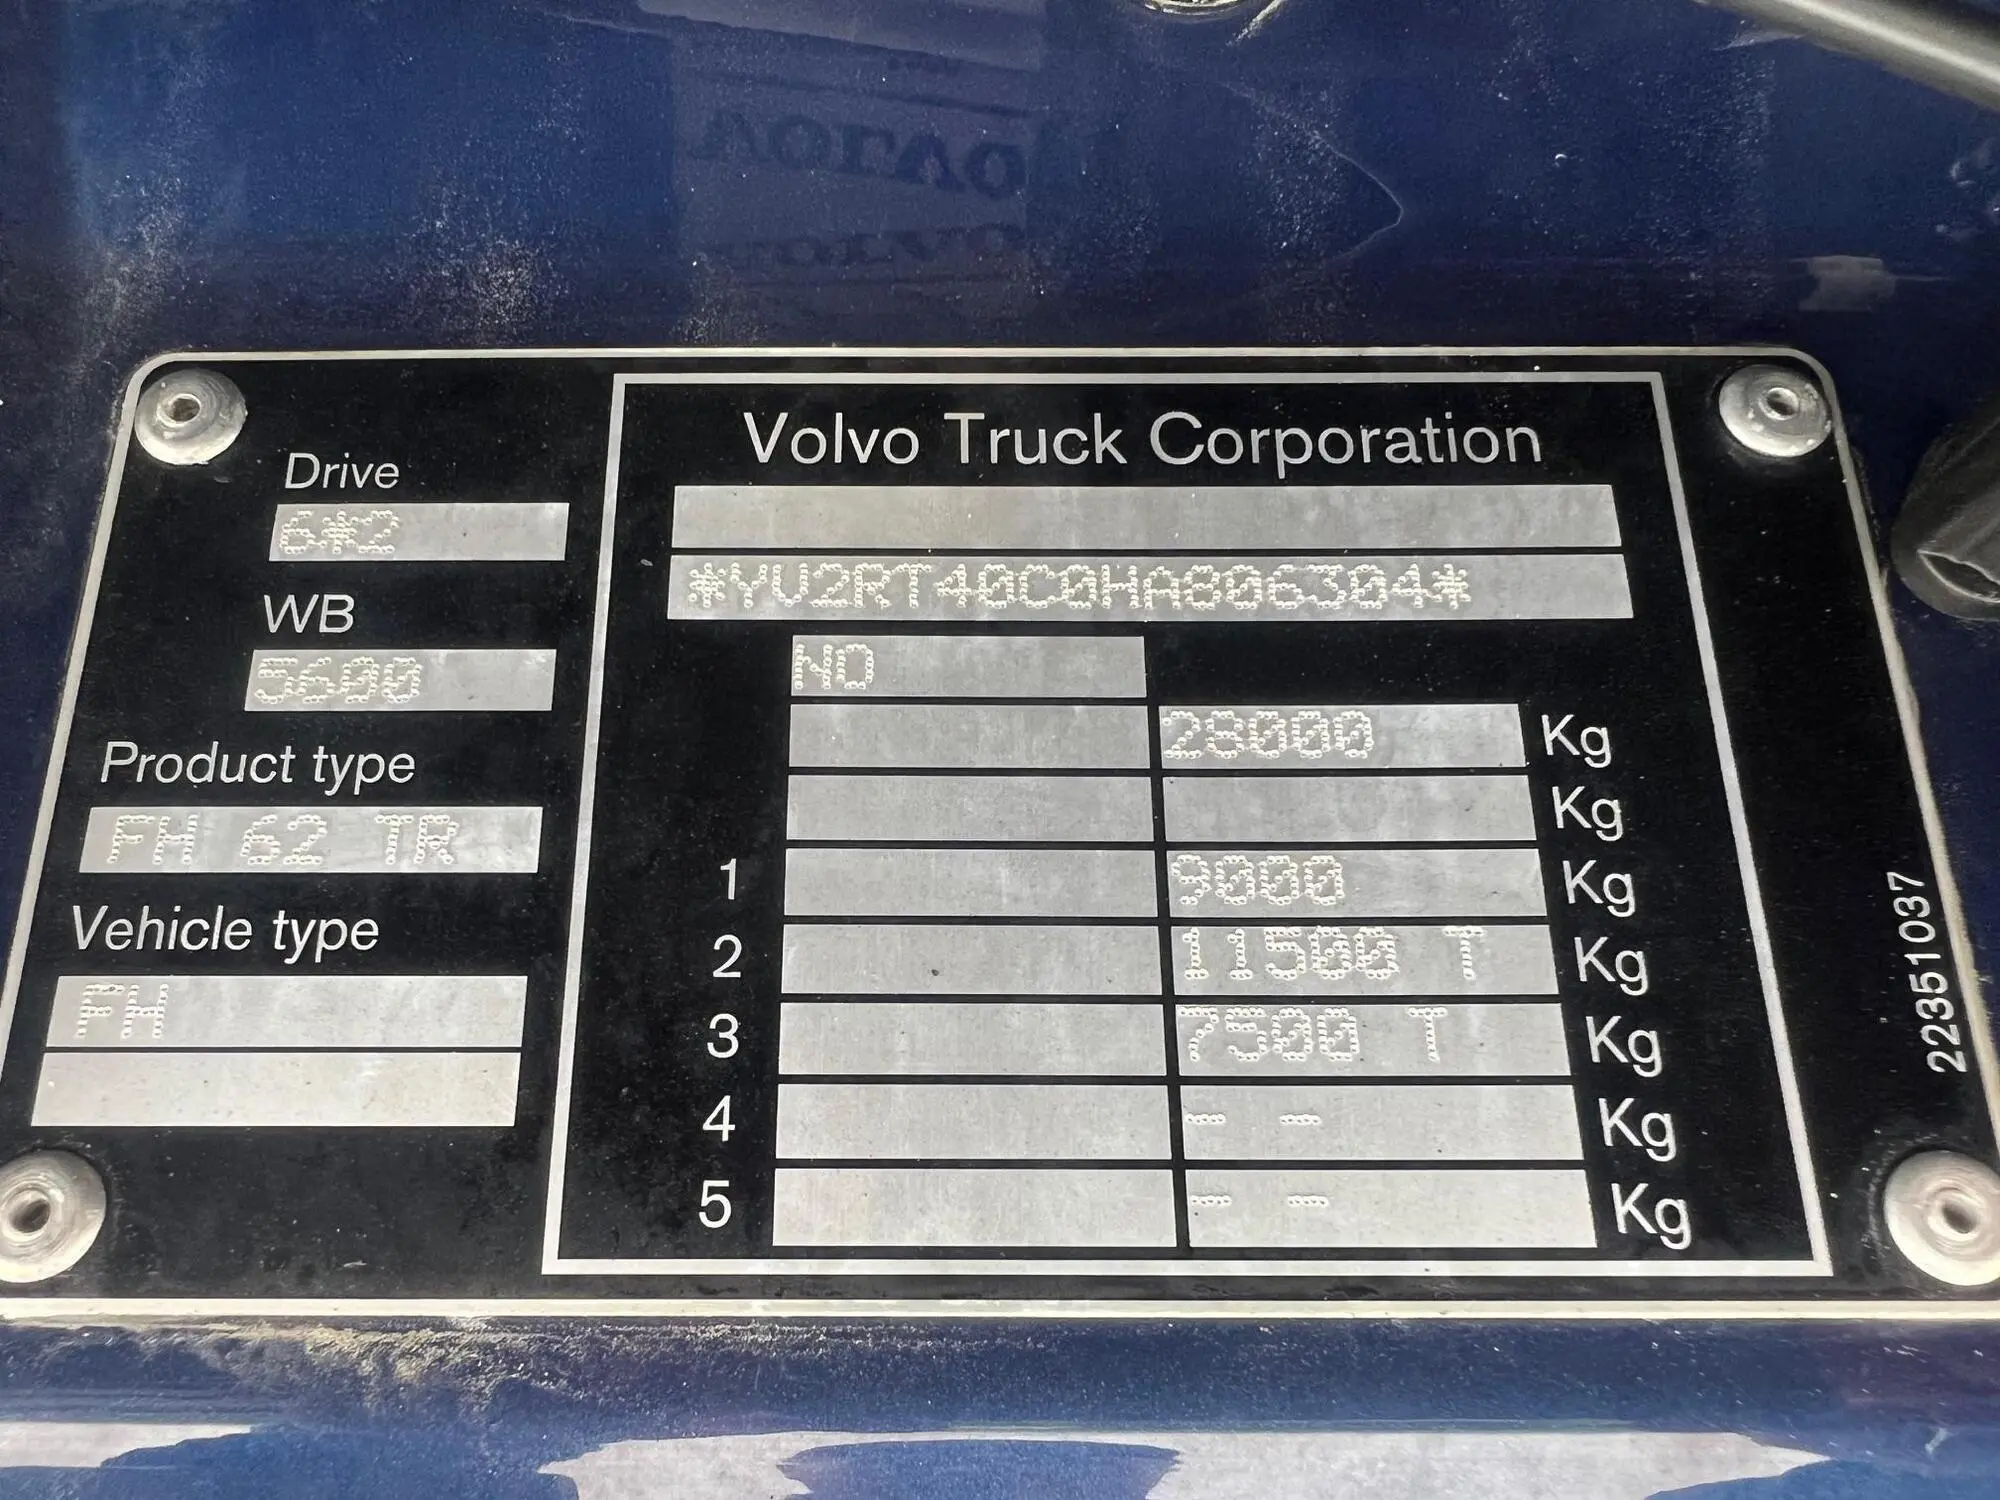 Volvo Truck Corporation
Drive
6*2
*YV2RT40C0HA806304*
WB
5600
NO
28000 Kg
Kg
Product type
FH 62 TR
1 9000 Kg
2 11500 T Kg
Vehicle type
FH
3 7500 T Kg
4 - - Kg
5 - - Kg
22351037
VOLVO